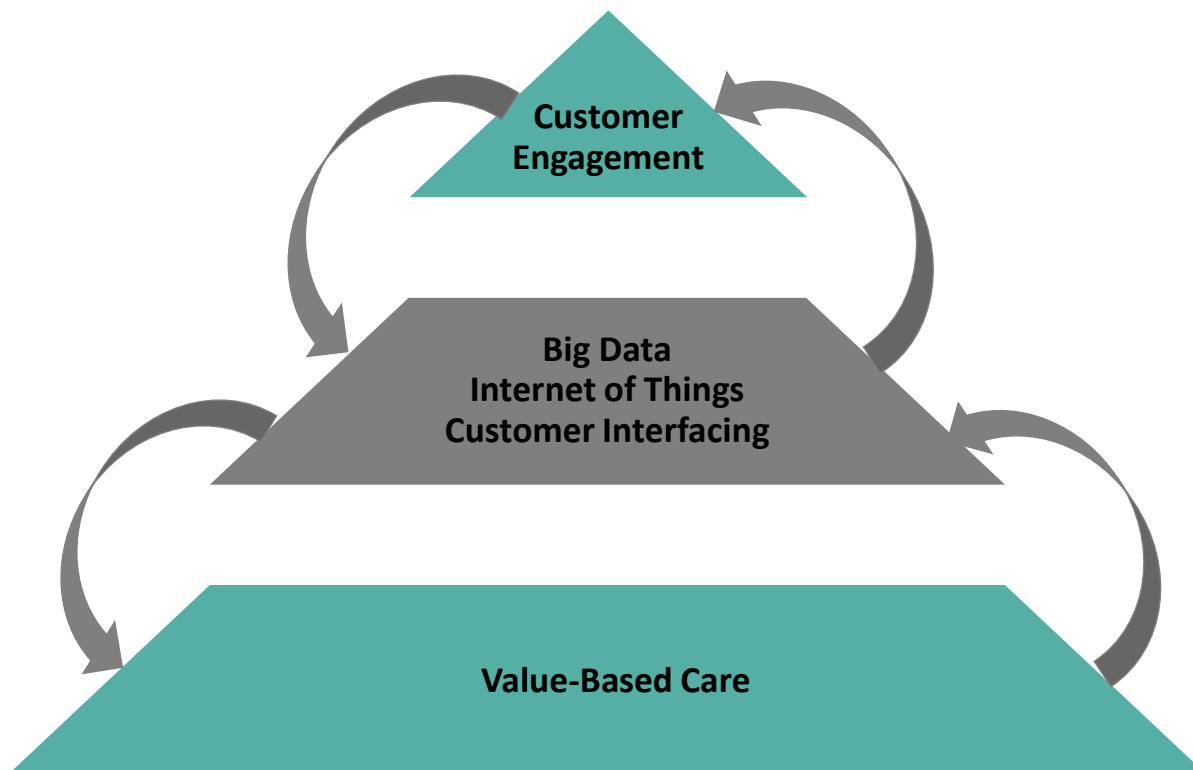 Customer
Engagement
Big Data
Internet of Things
Customer Interfacing
Value-Based Care